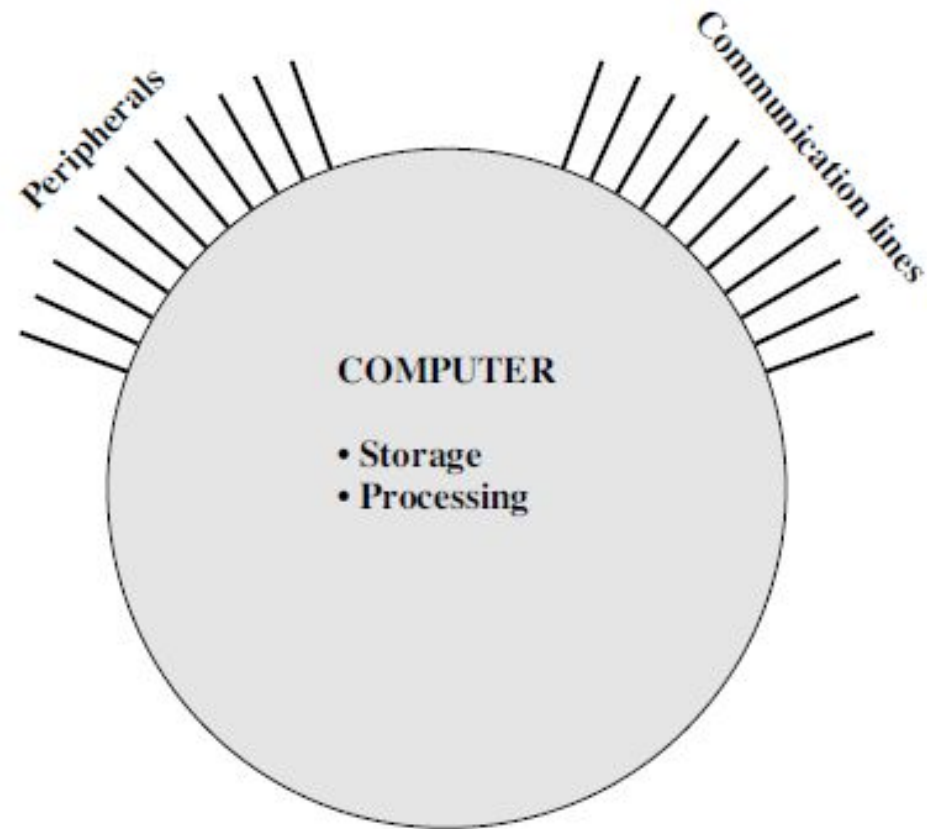 Peripherals
Communication lines
COMPUTER
• Storage
• Processing